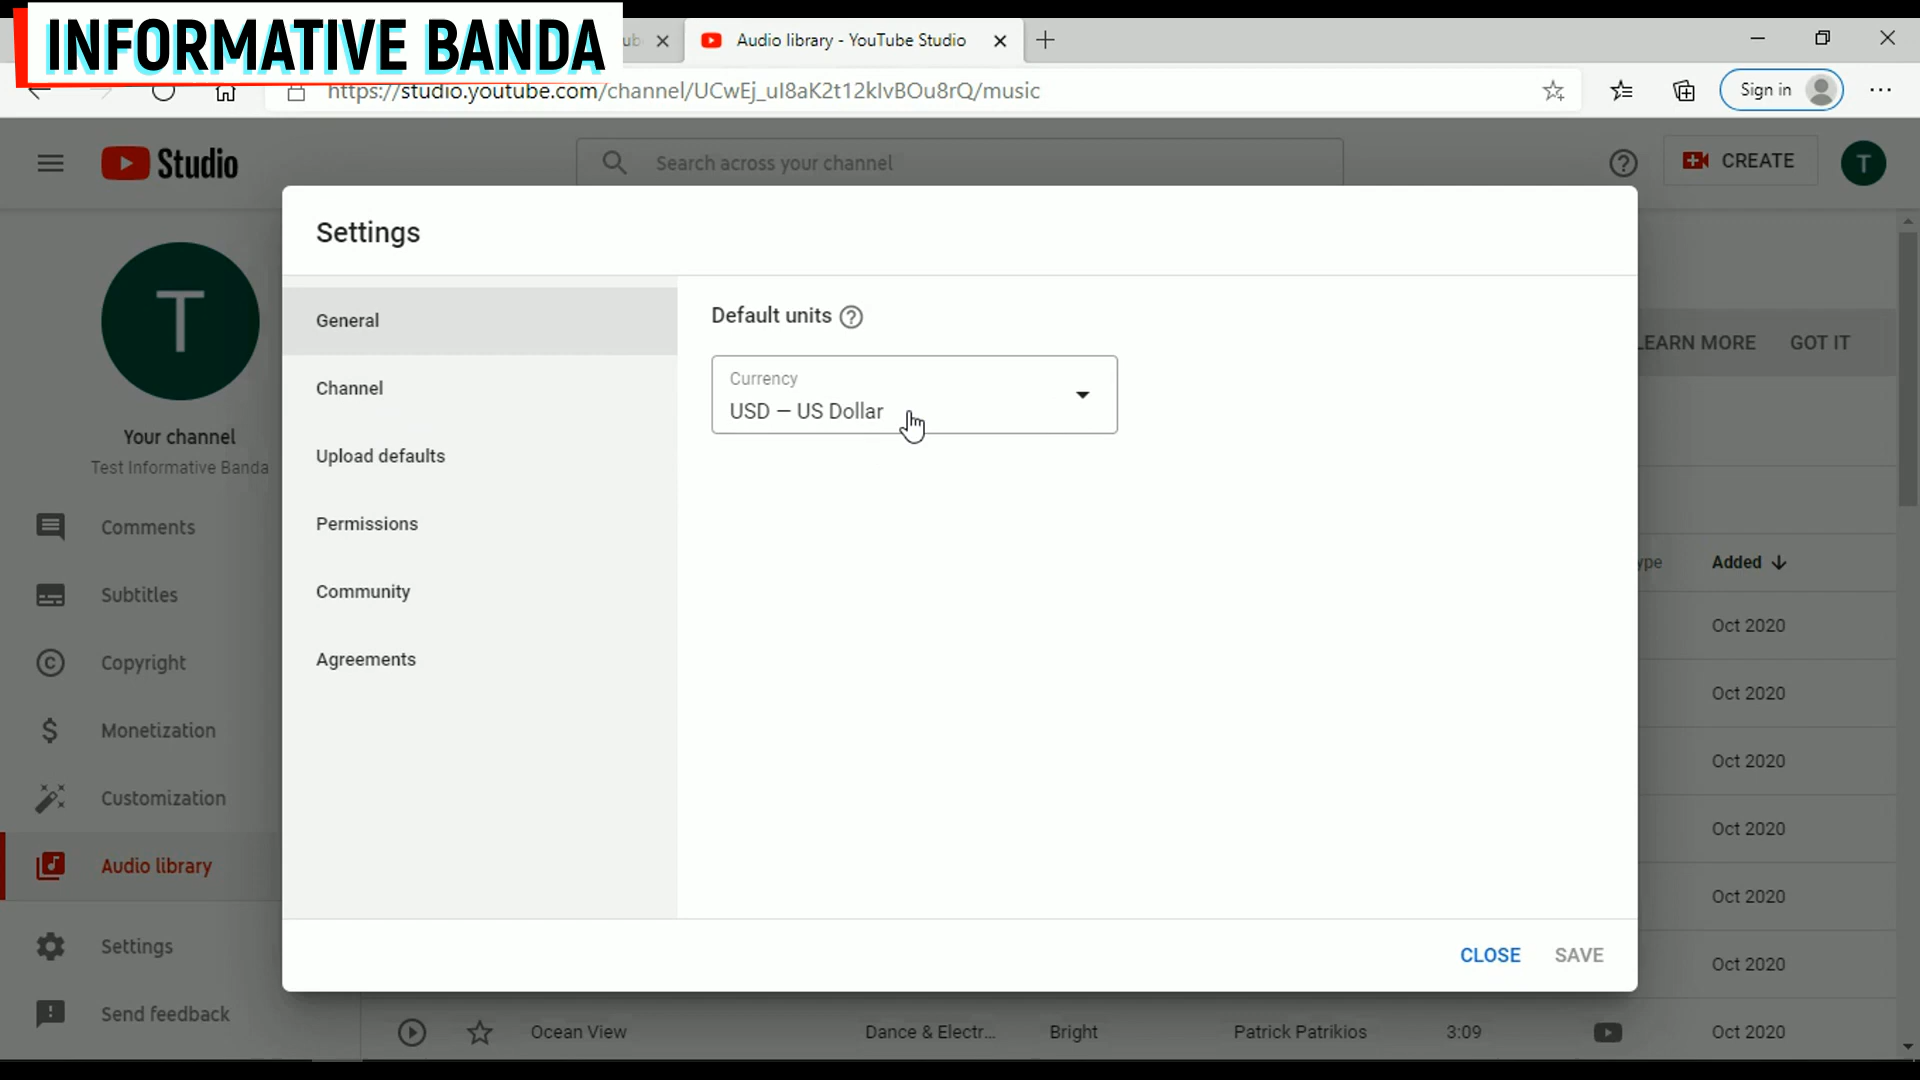 INFORMATIVE BANDA
Audio library - YouTube Studio
https://studio.youtube.com/channel/UCwEj_uI8aK2t12kIvBOu8rQ/music
Sign in
Studio
Search across your channel
CREATE
T
T
Your channel
Test Informative Banda
Comments
Subtitles
Copyright
Monetization
Customization
Audio library
Settings
Send feedback
Settings
General
Channel
Upload defaults
Permissions
Community
Agreements
Default units
Currency
USD — US Dollar
CLOSE
SAVE
LEARN MORE
GOT IT
Added
Oct 2020
Oct 2020
Oct 2020
Oct 2020
Oct 2020
Oct 2020
Ocean View
Dance & Electr...
Bright
Patrick Patrikios
3:09
Oct 2020